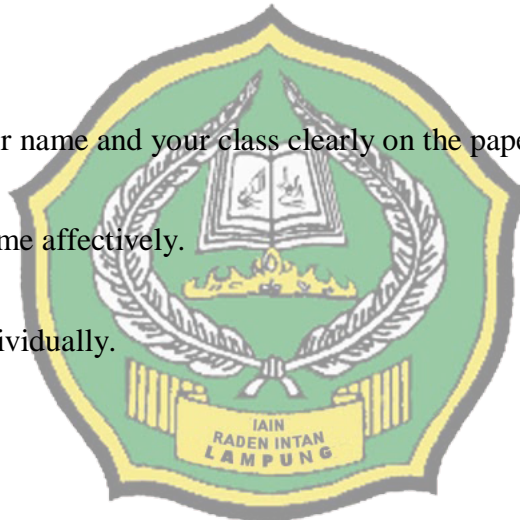 r name and your class clearly on the pape
me affectively.
ividually.
IAIN
RADEN INTAN
LAMPUNG